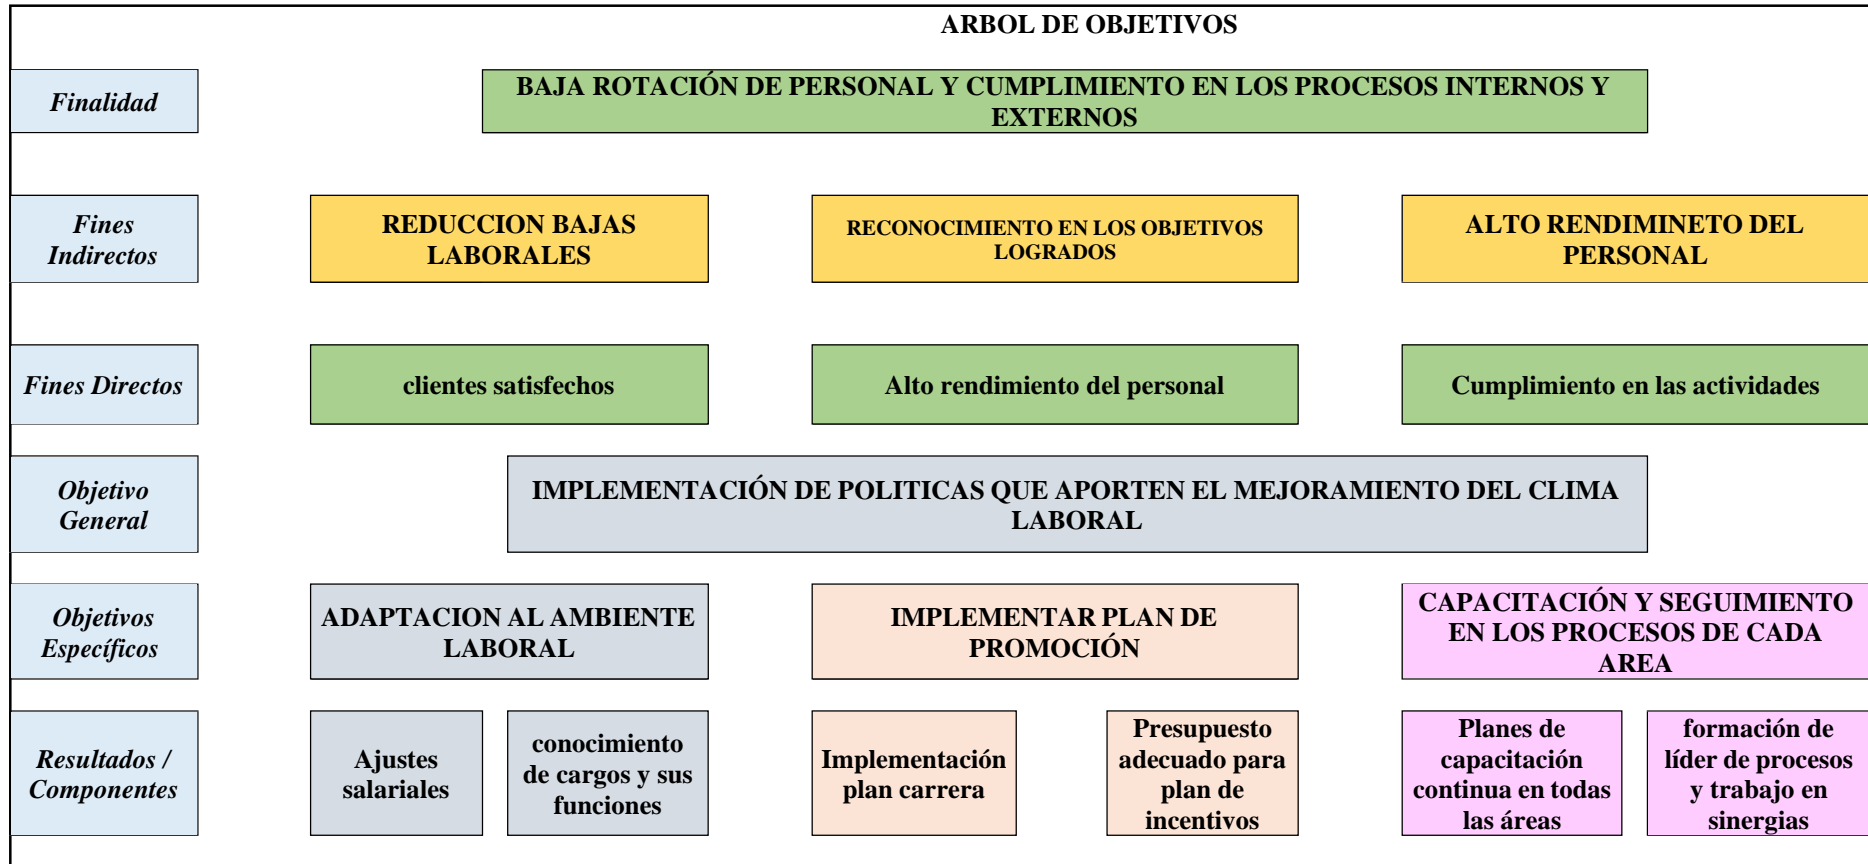 ARBOL DE OBJETIVOS
Finalidad
BAJA ROTACIÓN DE PERSONAL Y CUMPLIMIENTO EN LOS PROCESOS INTERNOS Y
EXTERNOS
Fines
Indirectos
REDUCCION BAJAS
LABORALES
RECONOCIMIENTO EN LOS OBJETIVOS
LOGRADOS
ALTO RENDIMINETO DEL
PERSONAL
Fines Directos
clientes satisfechos
Alto rendimiento del personal
Cumplimiento en las actividades
Objetivo
General
IMPLEMENTACIÓN DE POLITICAS QUE APORTEN EL MEJORAMIENTO DEL CLIMA
LABORAL
Objetivos
Específicos
ADAPTACION AL AMBIENTE
LABORAL
IMPLEMENTAR PLAN DE
PROMOCIÓN
CAPACITACIÓN Y SEGUIMIENTO
EN LOS PROCESOS DE CADA
AREA
Resultados /
Componentes
Ajustes
salariales
conocimiento
de cargos y sus
funciones
Implementación
plan carrera
Presupuesto
adecuado para
plan de
incentivos
Planes de
capacitación
continua en todas
las áreas
formación de
líder de procesos
y trabajo en
sinergias